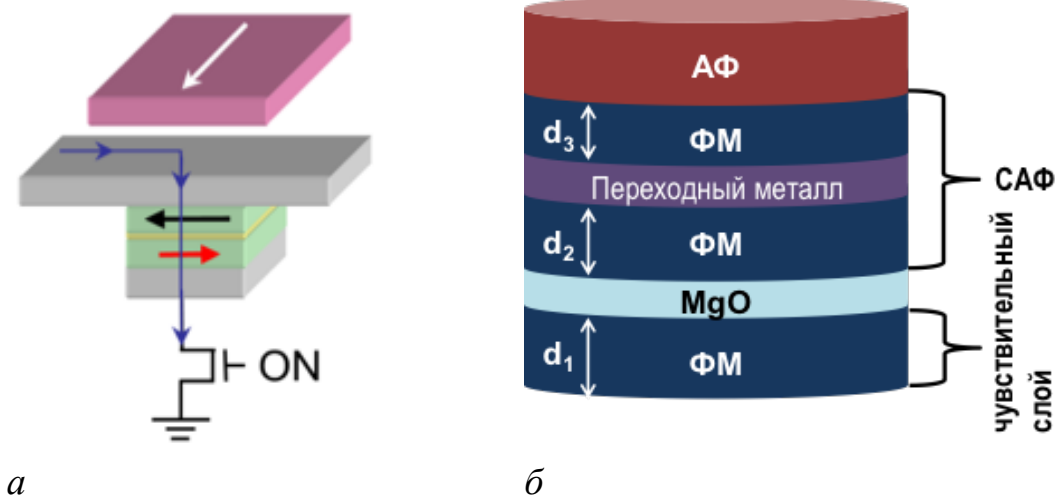 ON
АФ
d₃
ФМ
Переходный металл
d₂
ФМ
MgO
d₁
ФМ
САФ
чувствительный
слой
а
б